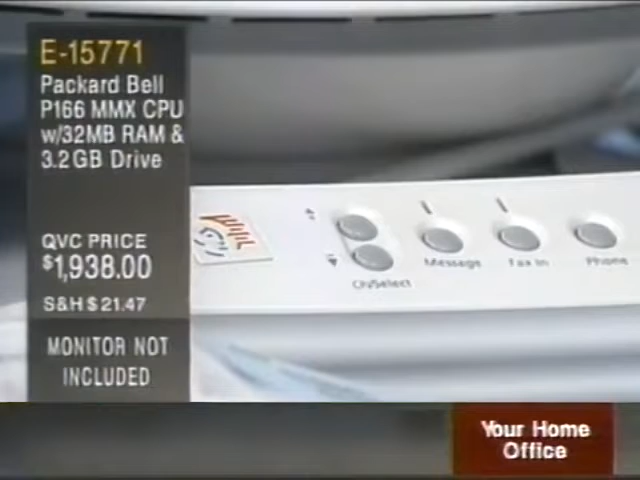 E-15771
Packard Bell
P166 MMX CPU
w/32MB RAM &
3.2GB Drive
QVC PRICE
$1,938.00
S&H $21.47
MONITOR NOT
INCLUDED
On/Select
Message
Fax In
Phone
Your Home
Office